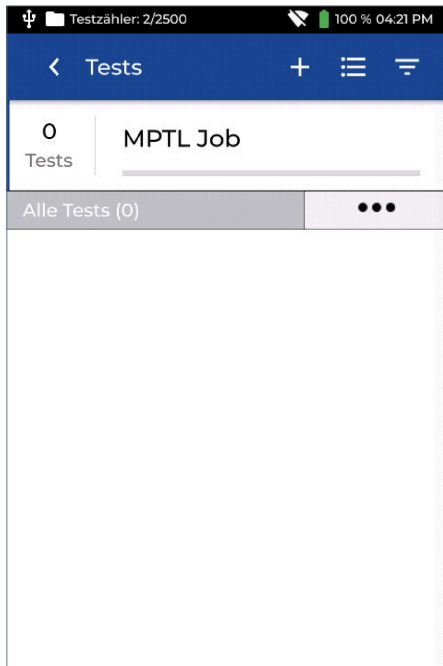 Testzähler: 2/2500 100 % 04:21 PM
Tests
0
Tests
MPTL Job
Alle Tests (0)